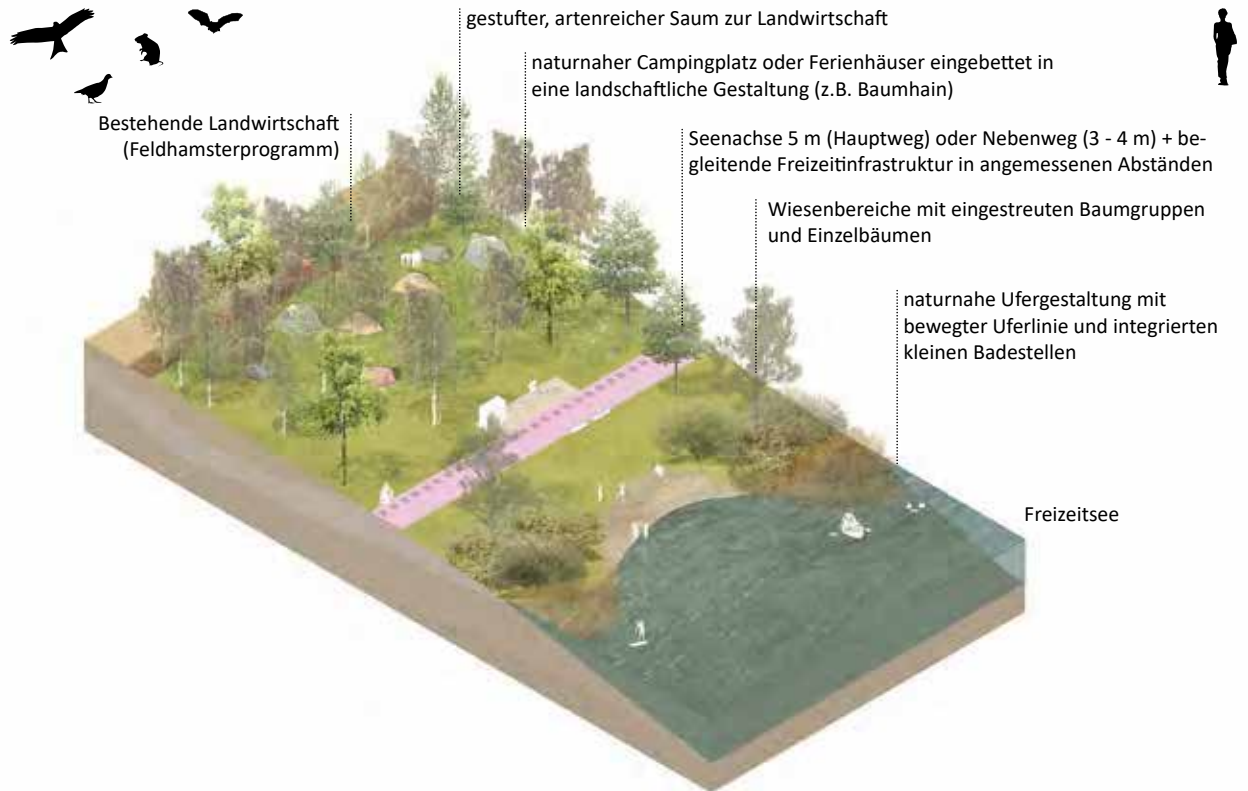 gestufter, artenreicher Saum zur Landwirtschaft
naturnaher Campingplatz oder Ferienhäuser eingebettet in
eine landschaftliche Gestaltung (z.B. Baumhain)
Bestehende Landwirtschaft
(Feldhamsterprogramm)
Seenachse 5 m (Hauptweg) oder Nebenweg (3 - 4 m) + be-
gleitende Freizeitinfrastruktur in angemessenen Abständen
Wiesenbereiche mit eingestreuten Baumgruppen
und Einzelbäumen
naturnahe Ufergestaltung mit
bewegter Uferlinie und integrierten
kleinen Badestellen
Freizeitsee